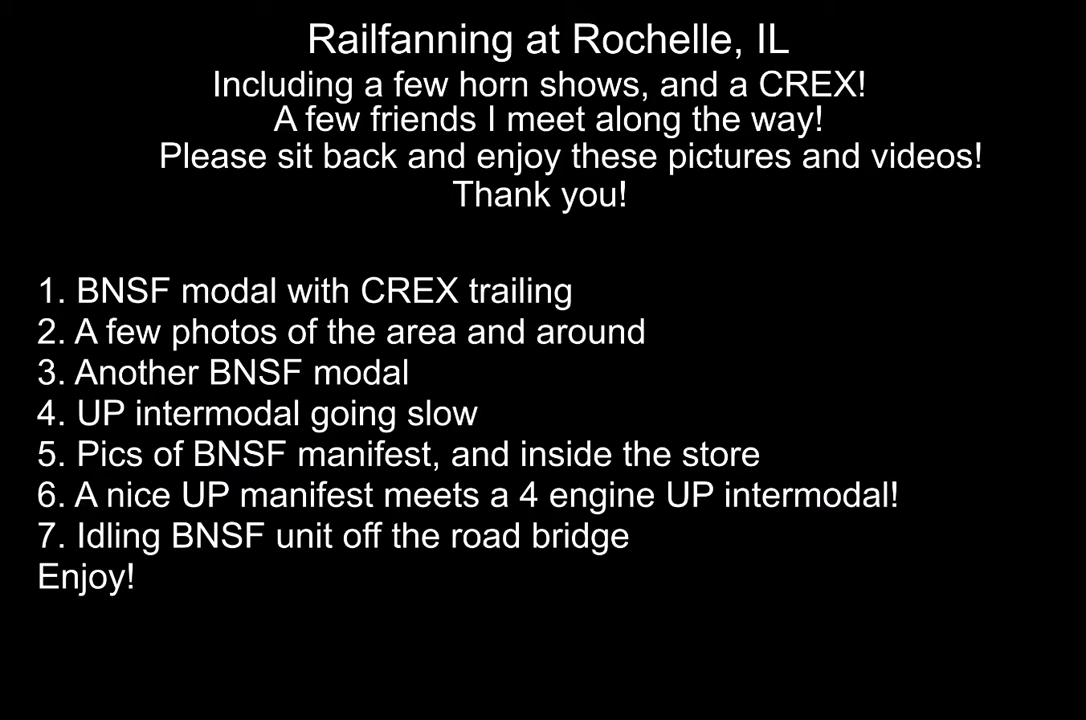 Railfanning at Rochelle, IL
Including a few horn shows, and a CREX!
A few friends I meet along the way!
Please sit back and enjoy these pictures and videos!
Thank you!
1. BNSF modal with CREX trailing
2. A few photos of the area and around
3. Another BNSF modal
4. UP intermodal going slow
5. Pics of BNSF manifest, and inside the store
6. A nice UP manifest meets a 4 engine UP intermodal!
7. Idling BNSF unit off the road bridge
Enjoy!